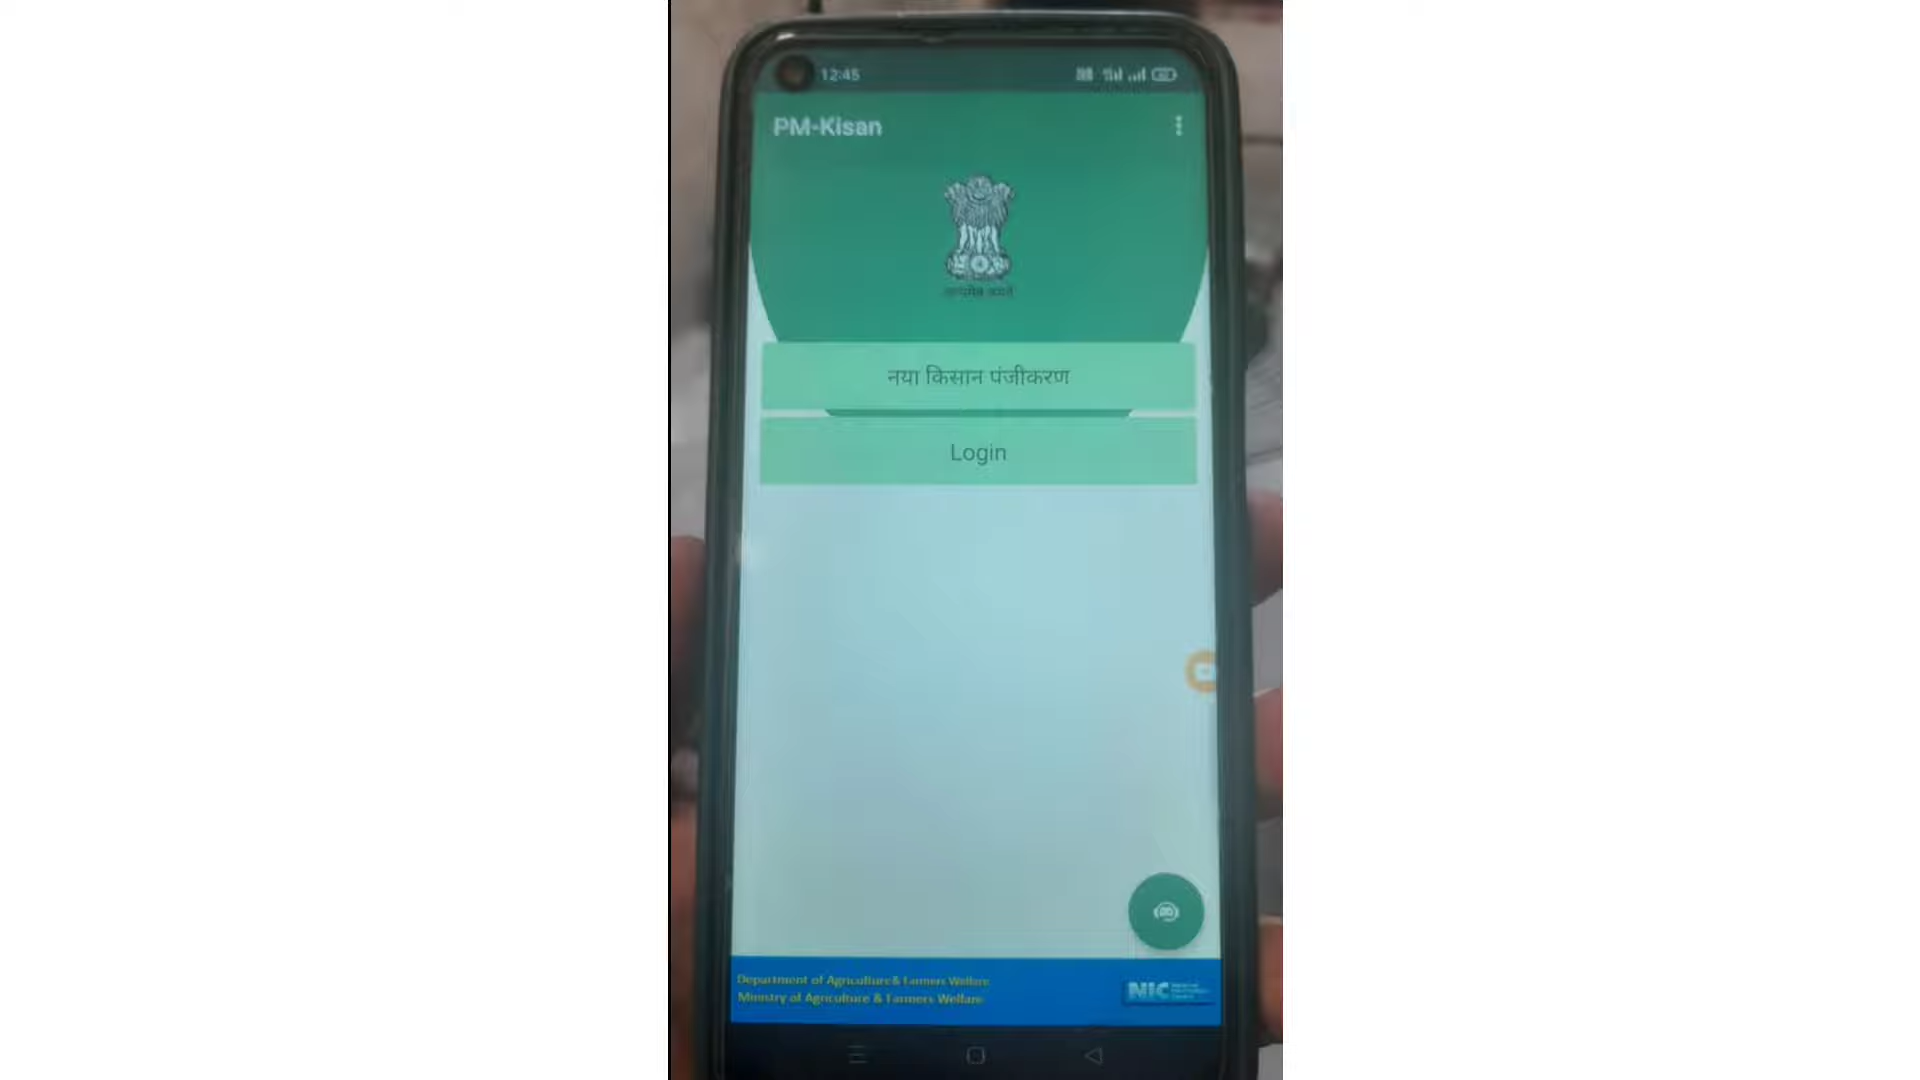 12:45
PM-Kisan
नया किसान पंजीकरण
Login
Department of Agriculture& Farmers Welfare
Ministry of Agriculture & Farmers Welfare
NIC